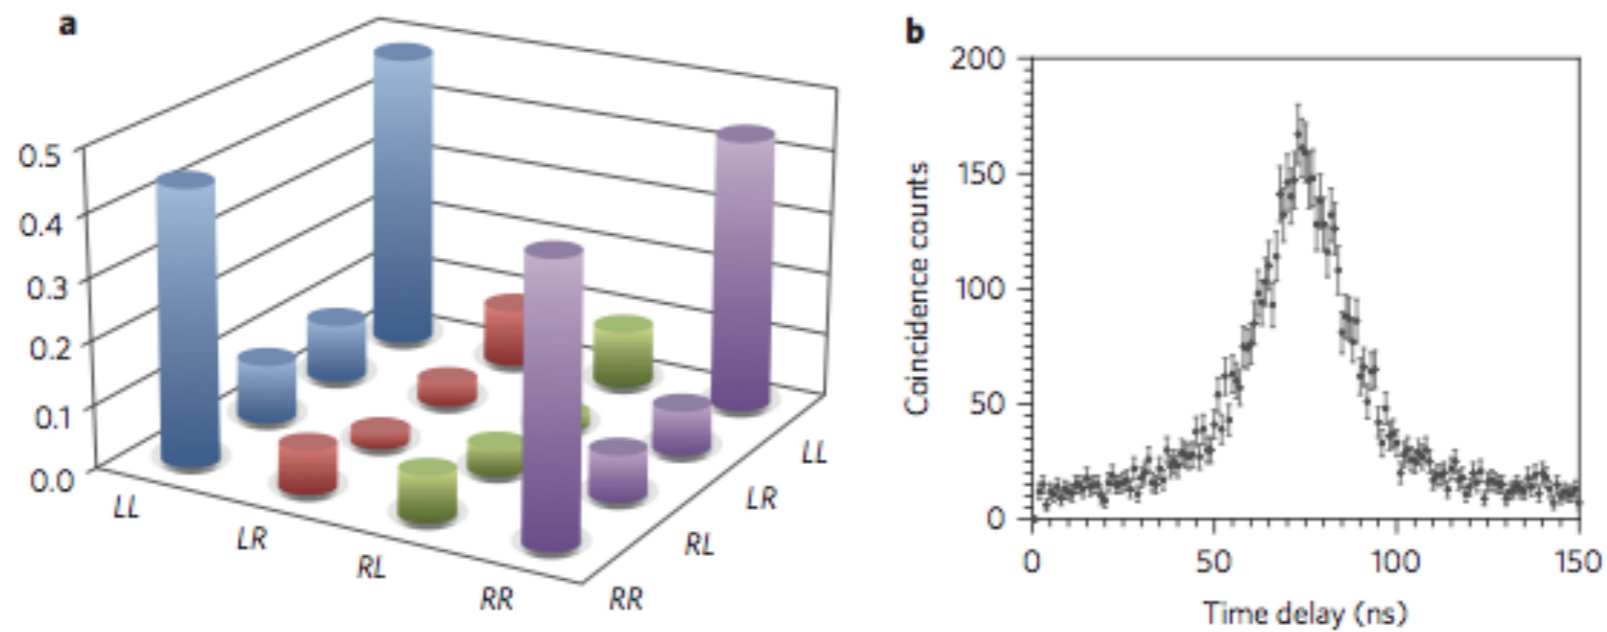 a
0.5
0.4
0.3
0.2
0.1
0.0
LL
LR
RL
RR
RR
RL
LR
LL
b
200
150
100
50
0
Coincidence counts
0 50 100 150
Time delay (ns)